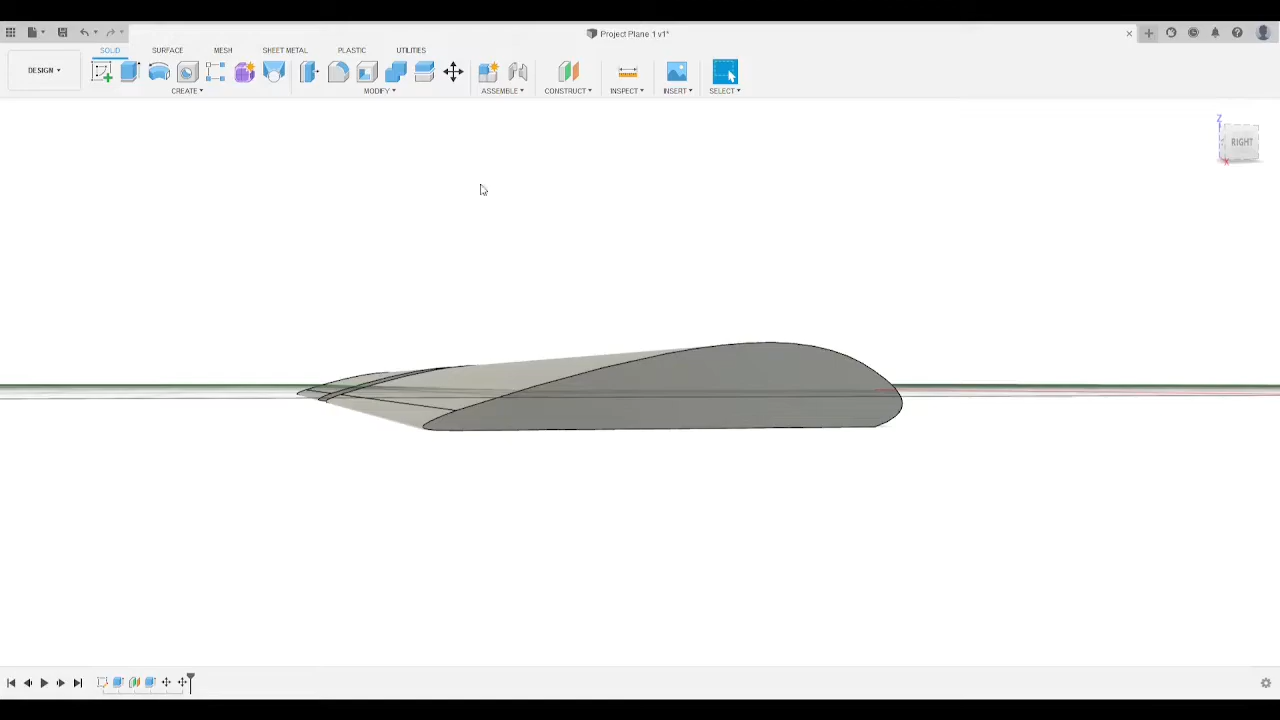 Project Plane 1 v1*
DESIGN
SOLID SURFACE MESH SHEET METAL PLASTIC UTILITIES
CREATE MODIFY ASSEMBLE CONSTRUCT INSPECT INSERT SELECT
Z
RIGHT
X